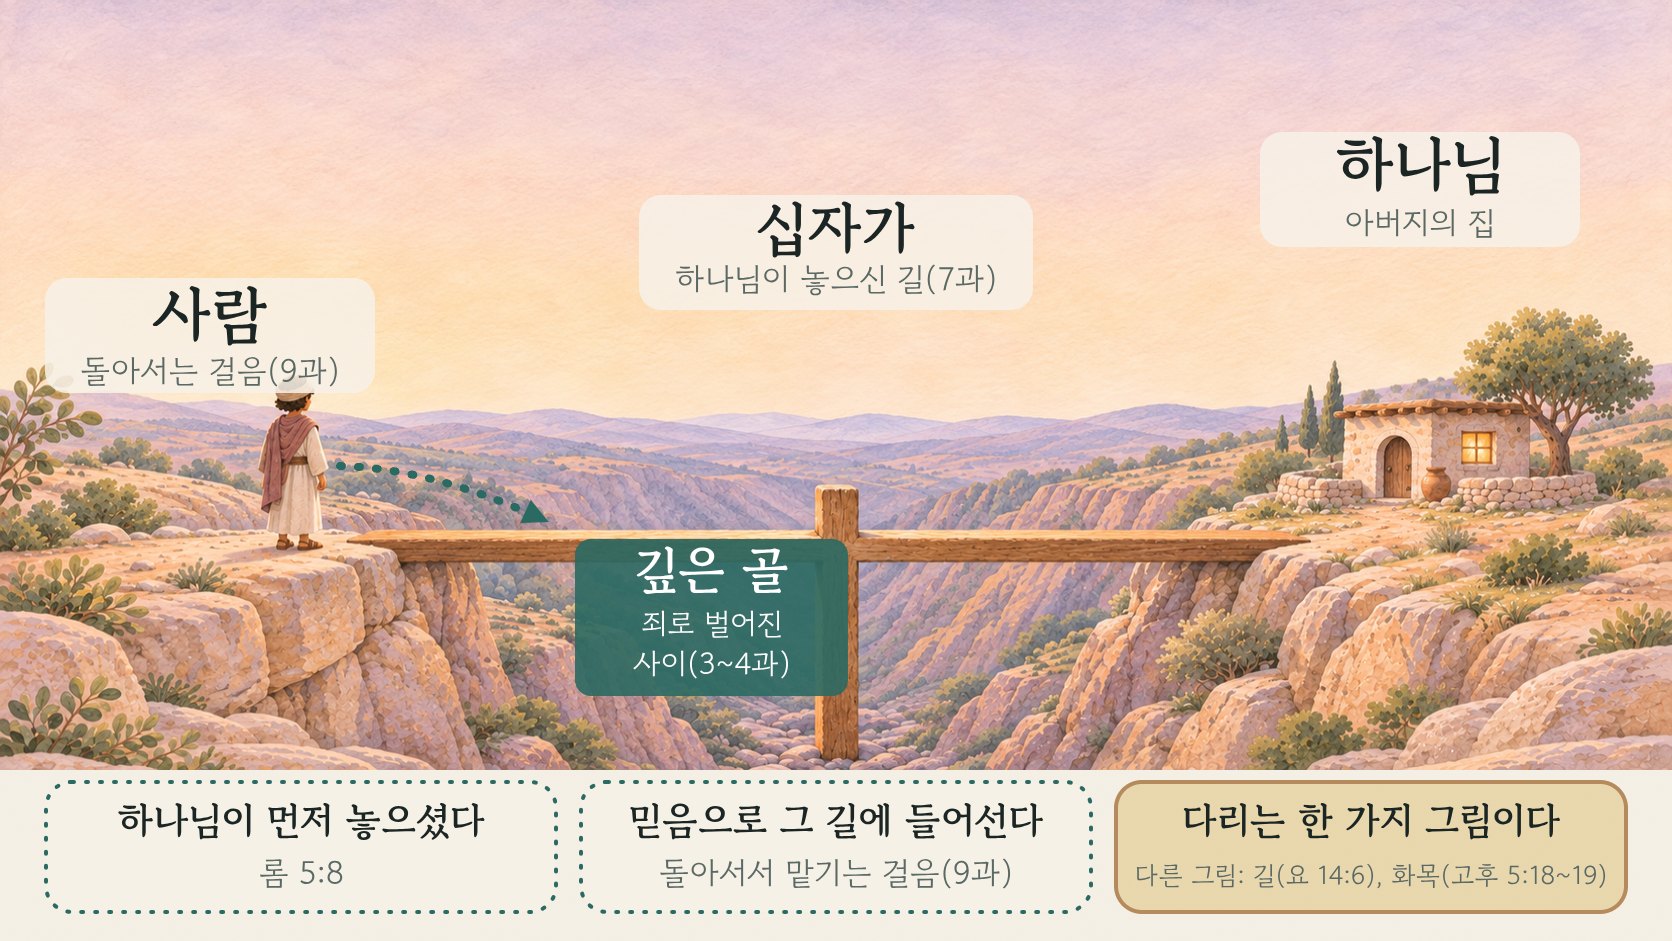 하나님
아버지의 집
십자가
하나님이 놓으신 길(7과)
사람
돌아서는 걸음(9과)
깊은 골
죄로 벌어진
사이(3~4과)
하나님이 먼저 놓으셨다
롬 5:8
믿음으로 그 길에 들어선다
돌아서서 맡기는 걸음(9과)
다리는 한 가지 그림이다
다른 그림: 길(요 14:6), 화목(고후 5:18~19)